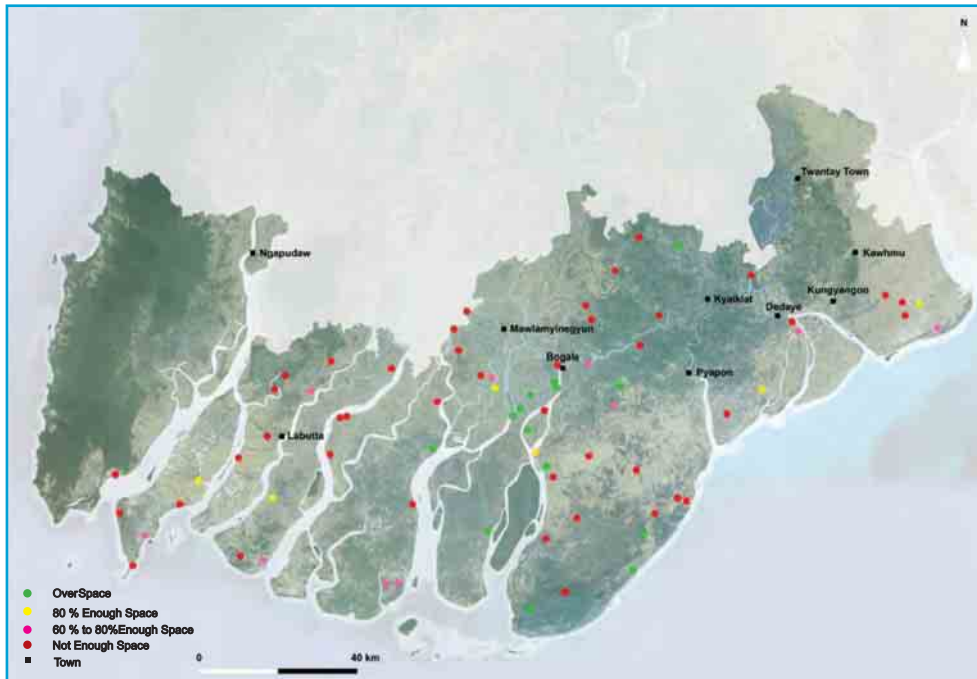 N
Twantay Town
Ngapudaw
Kawhmu
Kyaiklat
Kungyangon
Dedaye
Mawlamyinegyun
Bogale
Pyapon
Labutta
OverSpace
80 % Enough Space
60 % to 80%Enough Space
Not Enough Space
Town
0 40 km